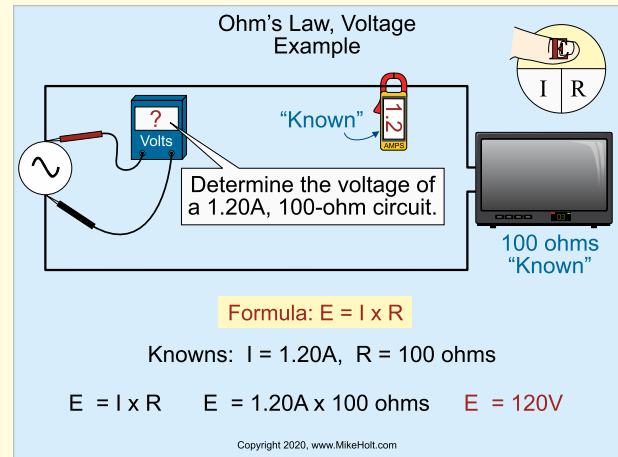 Ohm's Law, Voltage
Example
E
I R
?
Volts
"Known"
1.2
AMPS
Determine the voltage of
a 1.20A, 100-ohm circuit.
03
100 ohms
"Known"
Formula: E = I x R
Knowns: I = 1.20A, R = 100 ohms
E = I x R E = 1.20A x 100 ohms E = 120V
Copyright 2020, www.MikeHolt.com